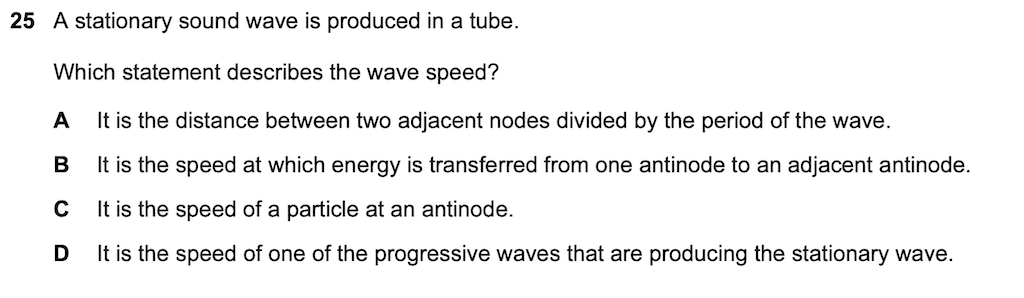 25 A stationary sound wave is produced in a tube.
Which statement describes the wave speed?
A It is the distance between two adjacent nodes divided by the period of the wave.
B It is the speed at which energy is transferred from one antinode to an adjacent antinode.
C It is the speed of a particle at an antinode.
D It is the speed of one of the progressive waves that are producing the stationary wave.